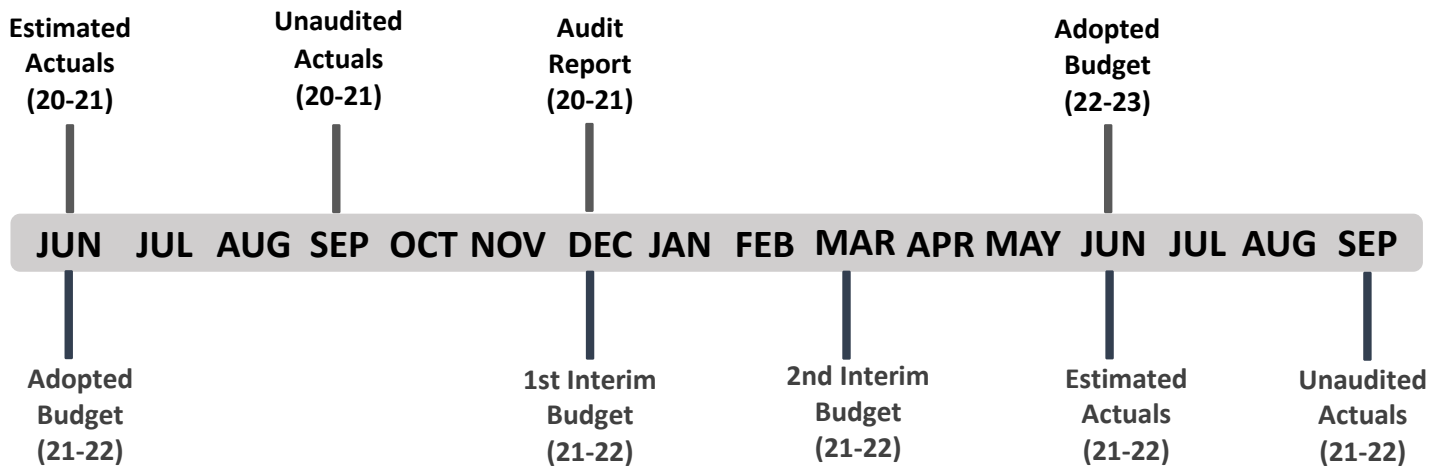 Estimated
Actuals
(20-21)
Unaudited
Actuals
(20-21)
Audit
Report
(20-21)
Adopted
Budget
(22-23)
JUN JUL AUG SEP OCT NOV DEC JAN FEB MAR APR MAY JUN JUL AUG SEP
Adopted
Budget
(21-22)
1st Interim
Budget
(21-22)
2nd Interim
Budget
(21-22)
Estimated
Actuals
(21-22)
Unaudited
Actuals
(21-22)